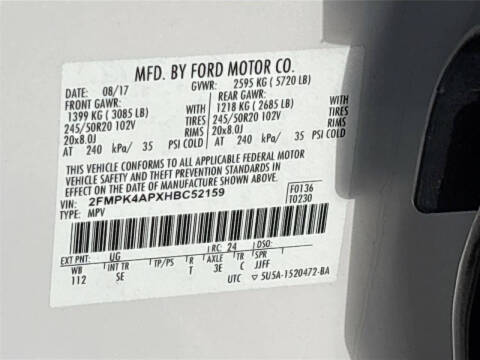 MFD. BY FORD MOTOR CO.
DATE: 08/17 GVWR: 2595 KG ( 5720 LB)
FRONT GAWR: REAR GAWR:
1399 KG ( 3085 LB) WITH 1218 KG ( 2685 LB) WITH
245/50R20 102V TIRES 245/50R20 102V TIRES
20x8.0J RIMS 20x8.0J RIMS
AT 240 kPa/ 35 PSI COLD AT 240 kPa/ 35 PSI COLD
THIS VEHICLE CONFORMS TO ALL APPLICABLE FEDERAL MOTOR
VEHICLE SAFETY AND THEFT PREVENTION STANDARDS IN
EFFECT ON THE DATE OF MANUFACTURE SHOWN ABOVE.
VIN: 2FMPK4APXHBC52159 F0136
TYPE: MPV T0230
EXT PNT: UG RC: 24 DSO:
WB INT TR TP/PS R AXLE TR SPR
112 SE T 3E C JJFF
UTC 5U5A-1520472-BA